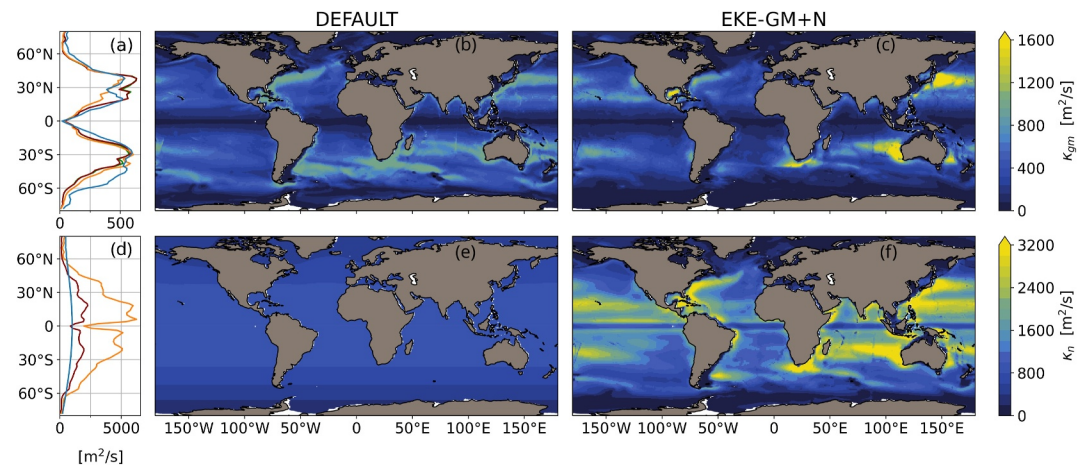 DEFAULT
EKE-GM+N
60°N
30°N
0
30°S
60°S
0
500
(a)
(b)
(c)
1600
1200
800
400
0
κgm [m²/s]
60°N
30°N
0
30°S
60°S
0
5000
[m²/s]
(d)
(e)
150°W
100°W
50°W
0
50°E
100°E
150°E
(f)
150°W
100°W
50°W
0
50°E
100°E
150°E
3200
2400
1600
800
0
κn [m²/s]